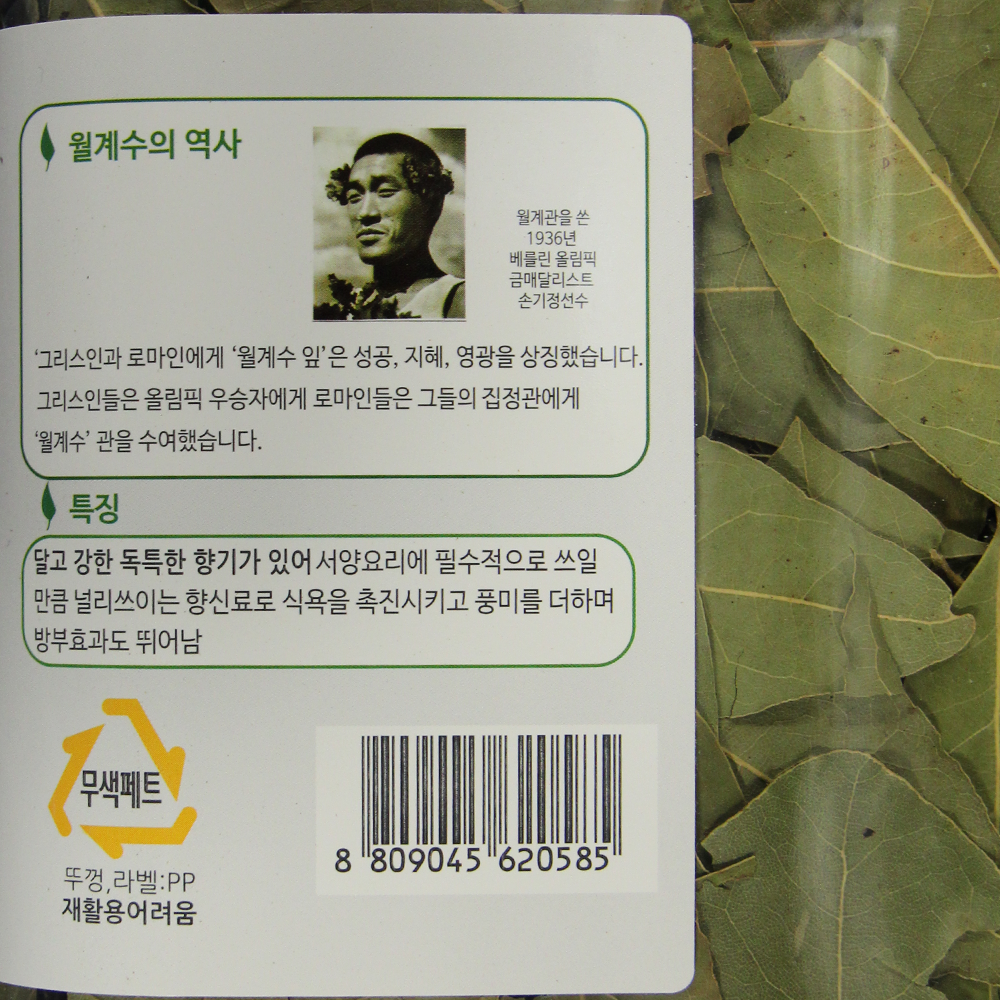 월계수의 역사
월계관을 쓴
1936년
베를린 올림픽
금매달리스트
손기정선수
‘그리스인과 로마인에게 ‘월계수 잎’은 성공, 지혜, 영광을 상징했습니다.
그리스인들은 올림픽 우승자에게 로마인들은 그들의 집정관에게
‘월계수’ 관을 수여했습니다.
특징
달고 강한 독특한 향기가 있어 서양요리에 필수적으로 쓰일
만큼 널리쓰이는 향신료로 식욕을 촉진시키고 풍미를 더하며
방부효과도 뛰어남
무색페트
뚜껑,라벨:PP
재활용어려움
8 809045 620585